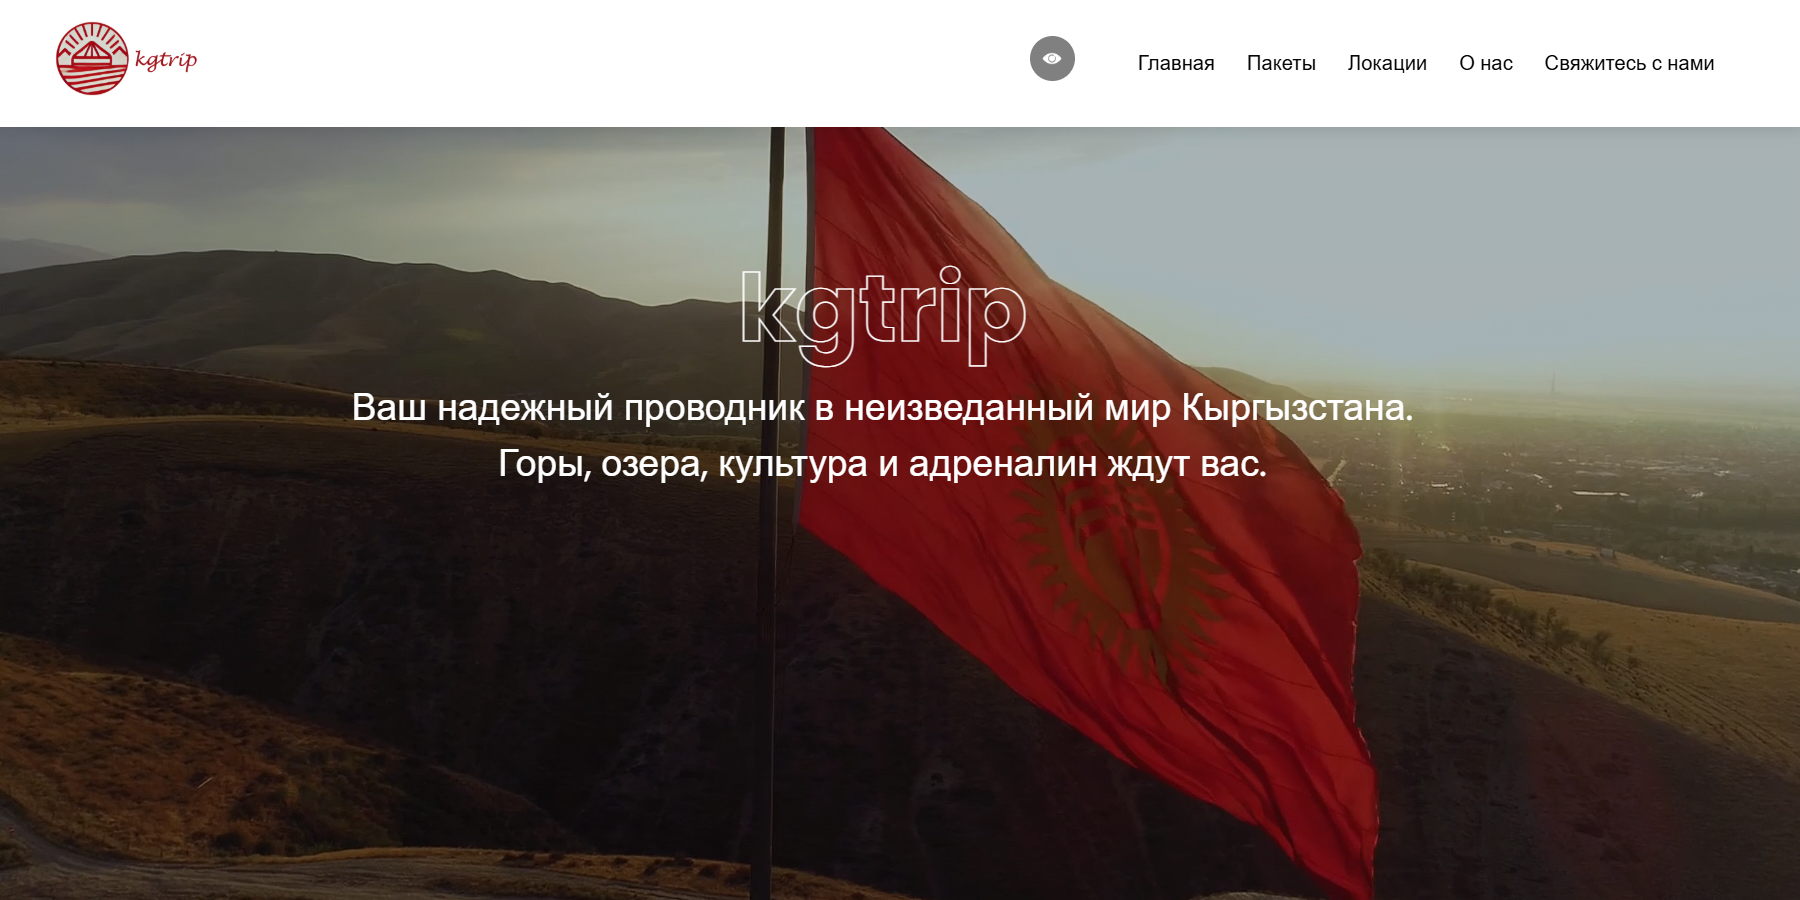 kgtrip
Главная Пакеты Локации О нас Свяжитесь с нами
kgtrip
Ваш надежный проводник в неизведанный мир Кыргызстана.
Горы, озера, культура и адреналин ждут вас.